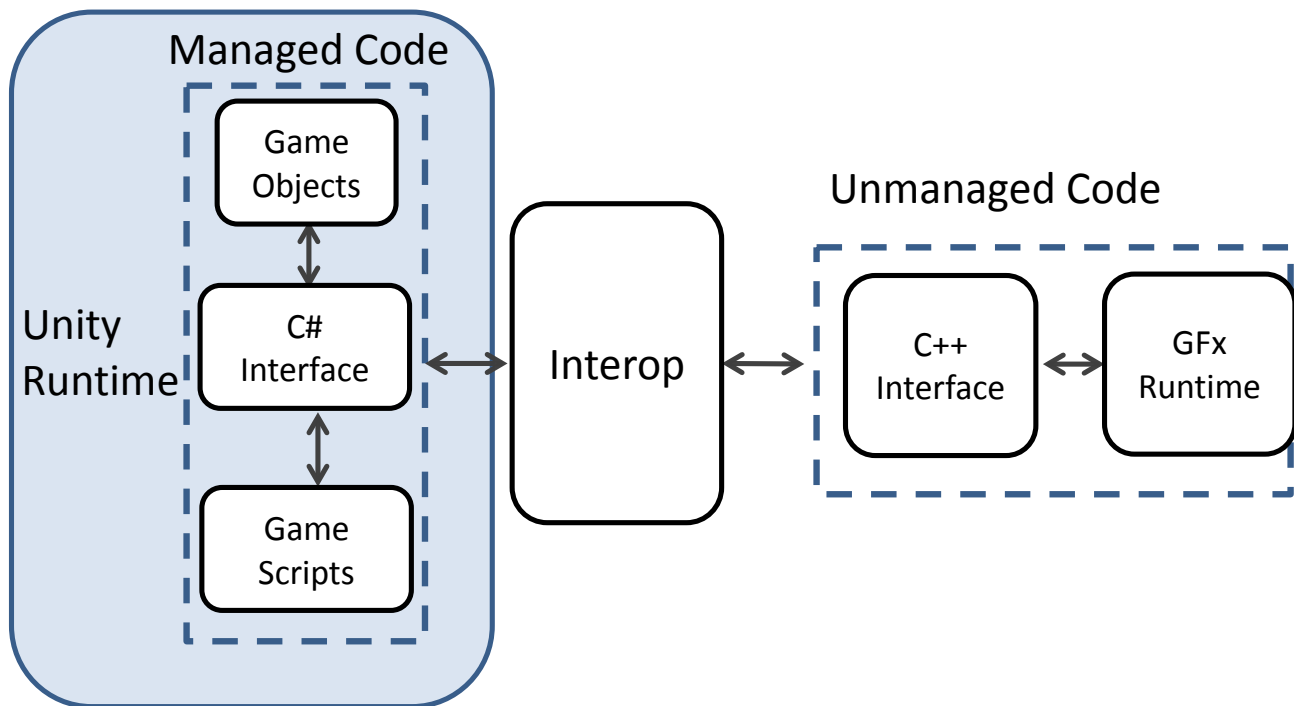 Managed Code
Game
Objects
Unity
Runtime
C#
Interface
Game
Scripts
Interop
Unmanaged Code
C++
Interface
GFx
Runtime